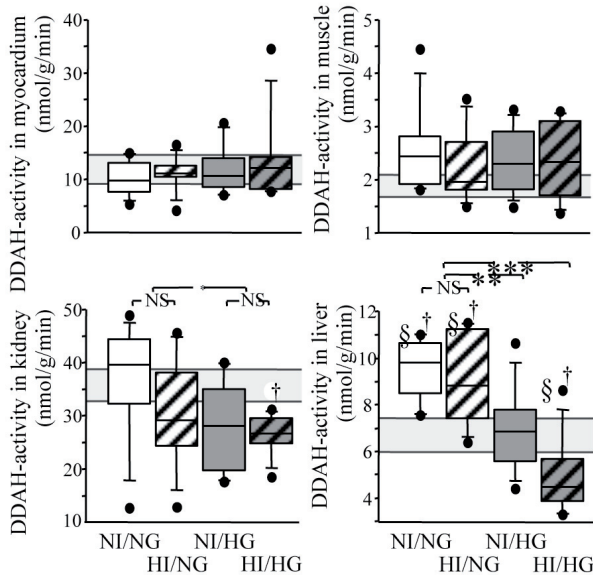 DDAH-activity in myocardium
(nmol/g/min)
40
30
20
10
0
DDAH-activity in muscle
(nmol/g/min)
5
4
3
2
1
DDAH-activity in kidney
(nmol/g/min)
50
40
30
20
10
NS
*
NS
†
NI/NG
HI/NG
NI/HG
HI/HG
DDAH-activity in liver
(nmol/g/min)
12
10
8
6
4
***
**
NS
§ †
§ †
§ †
NI/NG
HI/NG
NI/HG
HI/HG